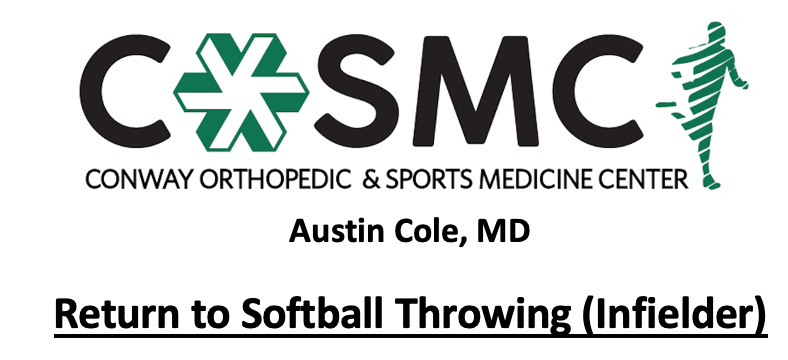 COSMC
CONWAY ORTHOPEDIC & SPORTS MEDICINE CENTER
Austin Cole, MD
Return to Softball Throwing (Infielder)